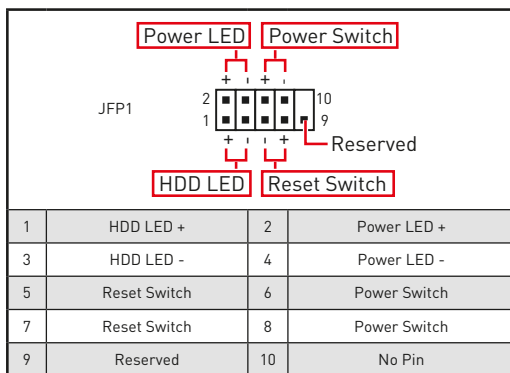 Power LED Power Switch
+ - + -
JFP1
2 10
1 9
+ - - +
Reserved
HDD LED Reset Switch
1 HDD LED + 2 Power LED +
3 HDD LED - 4 Power LED -
5 Reset Switch 6 Power Switch
7 Reset Switch 8 Power Switch
9 Reserved 10 No Pin